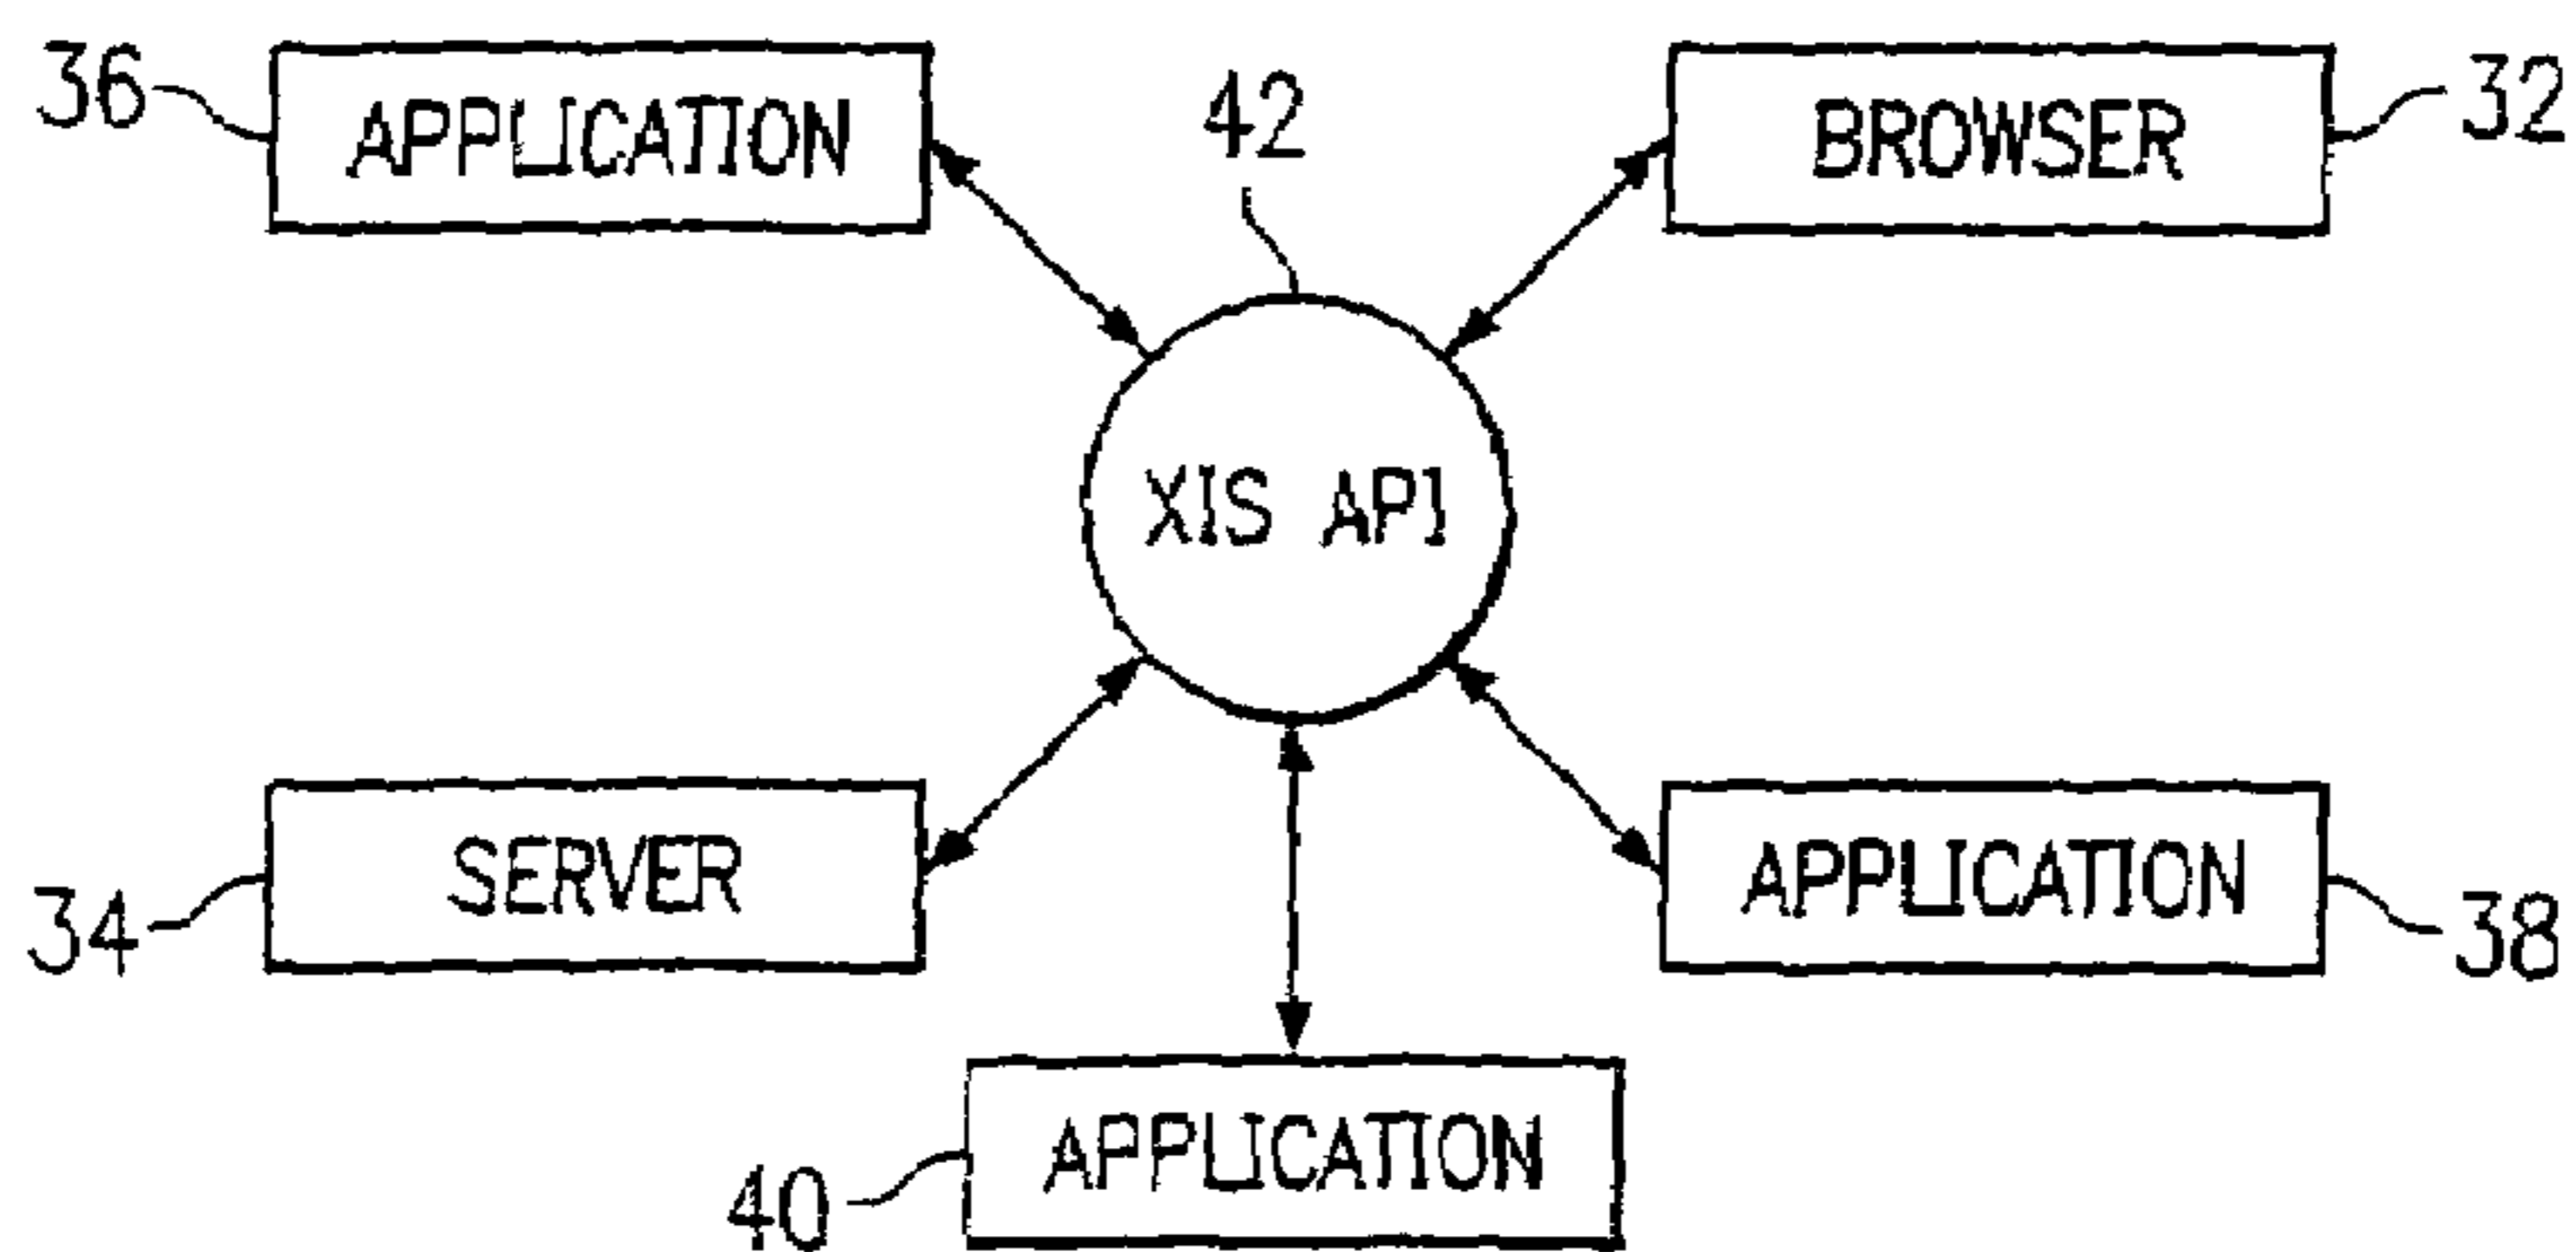 36 APPLICATION
42
BROWSER 32
XIS API
34 SERVER
APPLICATION 38
40 APPLICATION